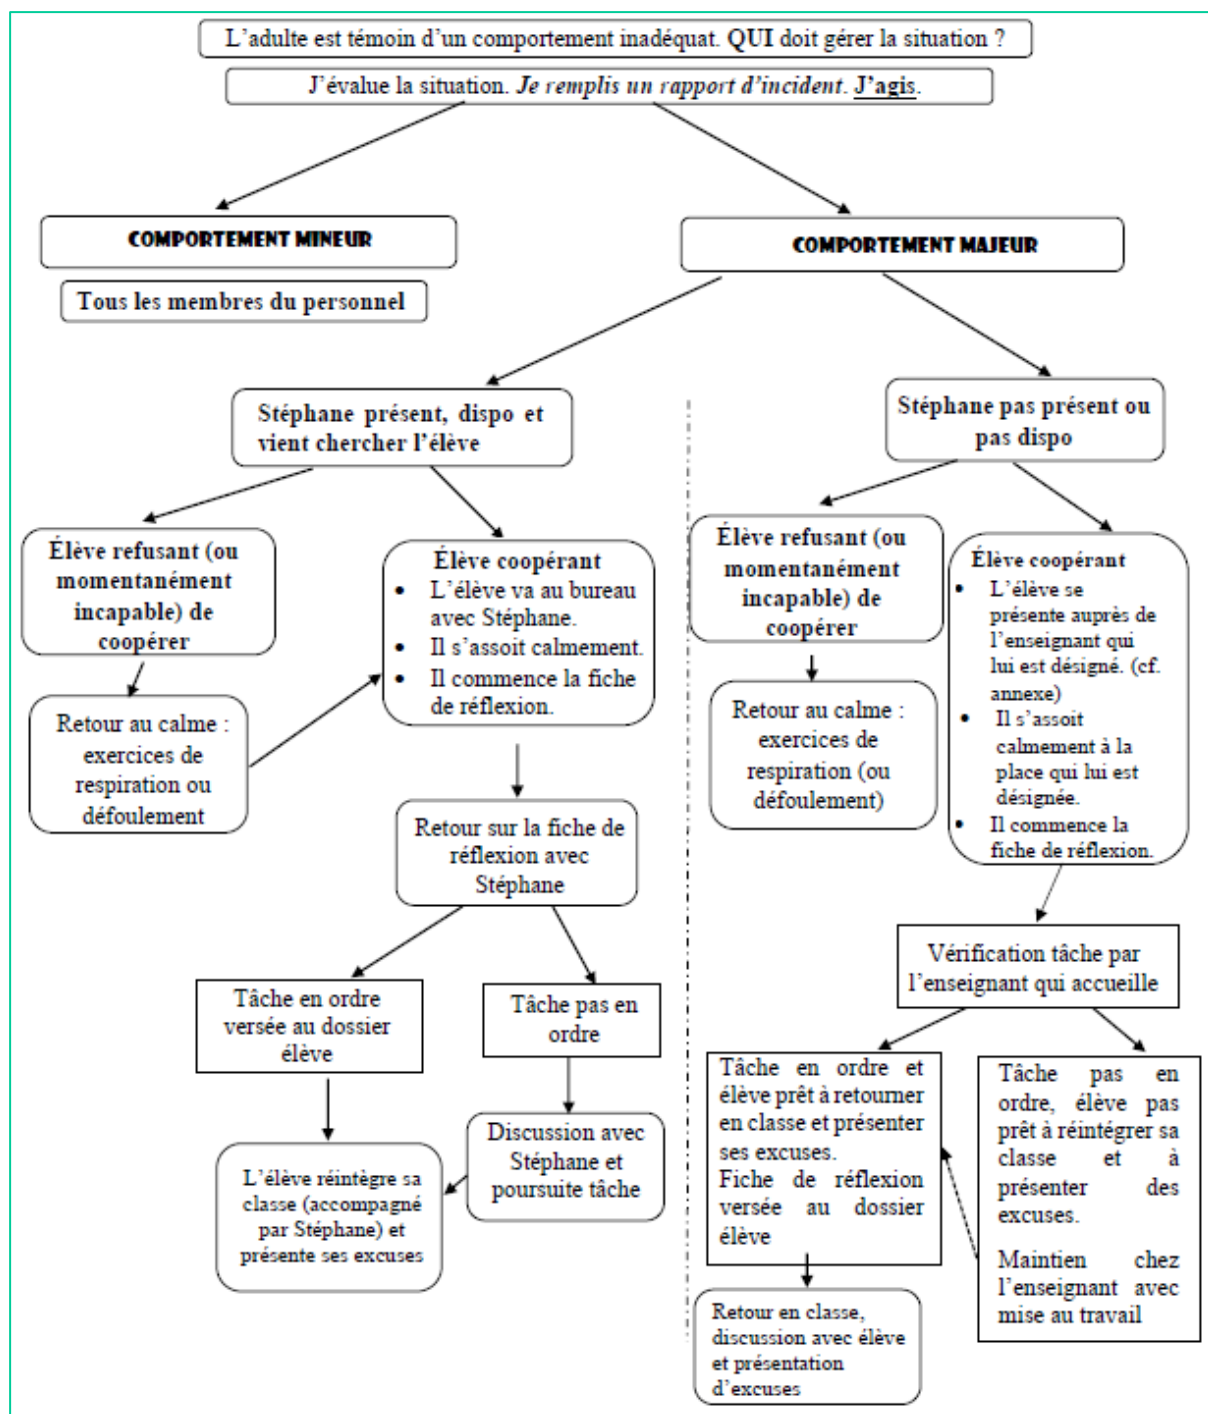 L’adulte est témoin d’un comportement inadéquat. QUI doit gérer la situation ?
J’évalue la situation. Je remplis un rapport d’incident. J’agis.
COMPORTEMENT MINEUR
COMPORTEMENT MAJEUR
Tous les membres du personnel
Stéphane présent, dispo et
vient chercher l’élève
Stéphane pas présent ou
pas dispo
Élève refusant (ou
momentanément
incapable) de
coopérer
Élève coopérant
• L’élève va au bureau
avec Stéphane.
• Il s’assoit calmement.
• Il commence la fiche
de réflexion.
Élève refusant (ou
momentanément
incapable) de
coopérer
Élève coopérant
• L’élève se
présente auprès de
l’enseignant qui
lui est désigné. (cf.
annexe)
• Il s’assoit
calmement à la
place qui lui est
désignée.
• Il commence la
fiche de réflexion.
Retour au calme :
exercices de
respiration ou
défoulement
Retour au calme :
exercices de
respiration (ou
défoulement)
Retour sur la fiche de
réflexion avec
Stéphane
Vérification tâche par
l’enseignant qui accueille
Tâche en ordre
versée au dossier
élève
Tâche pas en
ordre
Tâche en ordre et
élève prêt à retourner
en classe et présenter
ses excuses.
Fiche de réflexion
versée au dossier
élève
Tâche pas en
ordre, élève pas
prêt à réintégrer sa
classe et à
présenter des
excuses.
Maintien chez
l’enseignant avec
mise au travail
Discussion avec
Stéphane et
poursuite tâche
L’élève réintègre sa
classe (accompagné
par Stéphane) et
présente ses excuses
Retour en classe,
discussion avec élève
et présentation
d’excuses